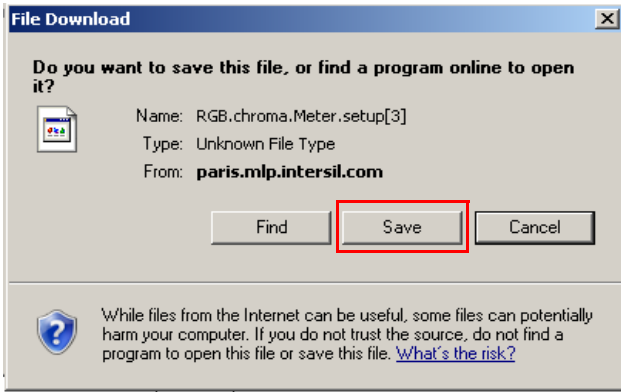 File Download
Do you want to save this file, or find a program online to open
it?
Name: RGB.chroma.Meter.setup[3]
Type: Unknown File Type
From: paris.mlp.intersil.com
Find Save Cancel
While files from the Internet can be useful, some files can potentially
harm your computer. If you do not trust the source, do not find a
program to open this file or save this file. What's the risk?